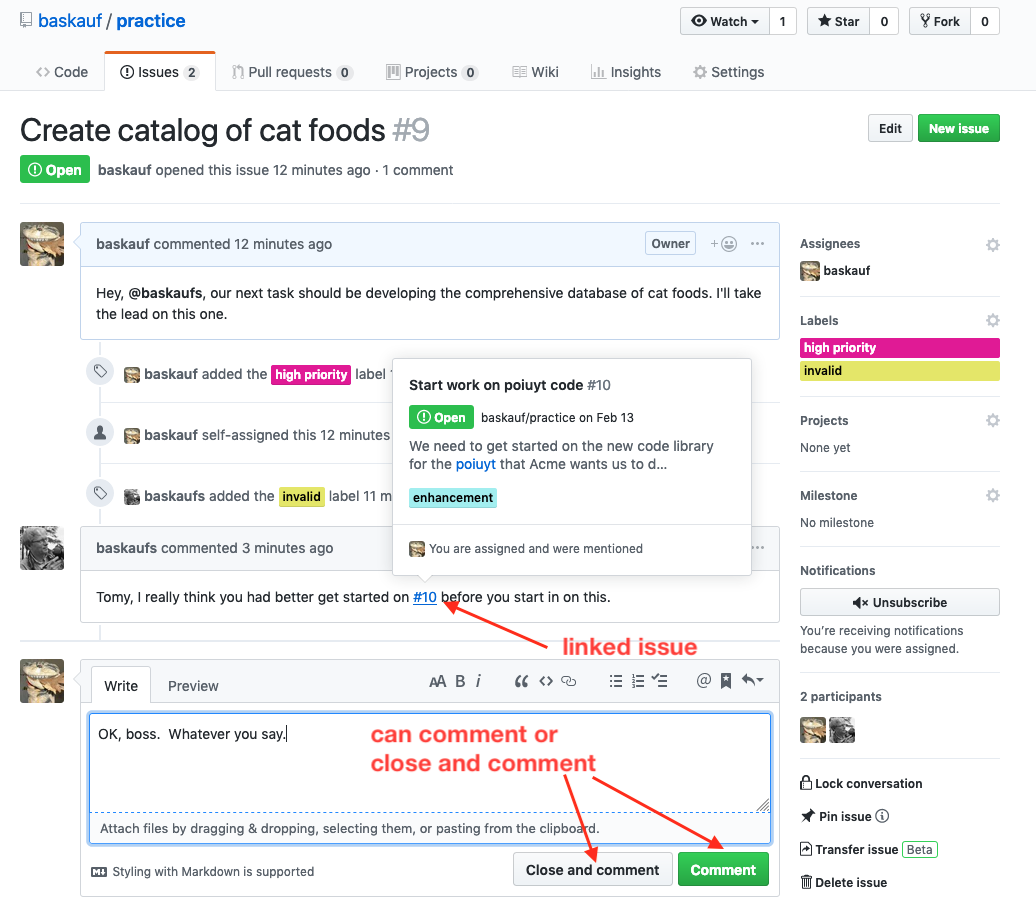 baskauf / practice
Watch 1 Star 0 Fork 0
Code Issues 2 Pull requests 0 Projects 0 Wiki Insights Settings
Create catalog of cat foods #9
Edit New issue
Open baskauf opened this issue 12 minutes ago · 1 comment
baskauf commented 12 minutes ago
Owner
Hey, @baskaufs, our next task should be developing the comprehensive database of cat foods. I'll take
the lead on this one.
baskauf added the high priority label
baskauf self-assigned this 12 minutes
baskaufs added the invalid label 11 m
Start work on poiuyt code #10
Open baskauf/practice on Feb 13
We need to get started on the new code library
for the poiuyt that Acme wants us to d...
enhancement
You are assigned and were mentioned
baskaufs commented 3 minutes ago
Tomy, I really think you had better get started on #10 before you start in on this.
linked issue
Write Preview
OK, boss.  Whatever you say.
can comment or
close and comment
Attach files by dragging & dropping, selecting them, or pasting from the clipboard.
Styling with Markdown is supported
Close and comment Comment
Assignees
baskauf
Labels
high priority
invalid
Projects
None yet
Milestone
No milestone
Notifications
Unsubscribe
You're receiving notifications
because you were assigned.
2 participants
Lock conversation
Pin issue
Transfer issue Beta
Delete issue